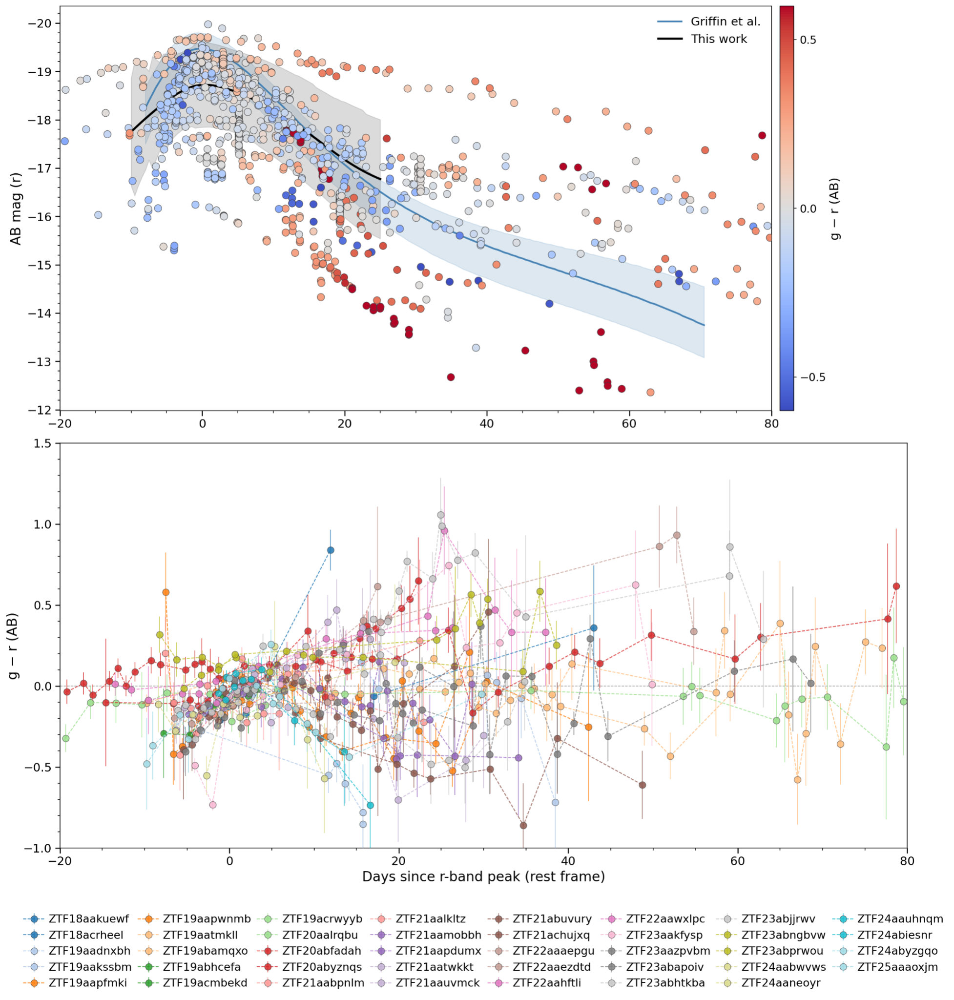 Griffin et al.
This work
AB mag (r)
−20
−19
−18
−17
−16
−15
−14
−13
−12
−20 0 20 40 60 80
0.5
0.0
−0.5
g − r (AB)
g − r (AB)
1.5
1.0
0.5
0.0
−0.5
−1.0
−20 0 20 40 60 80
Days since r-band peak (rest frame)
ZTF18aakuewf ZTF19aapwnmb ZTF19acrwyyb ZTF21aalkltz ZTF21abuvury ZTF22aawxlpc ZTF23abjjrwv ZTF24aauhnqm
ZTF18acrheel ZTF19aatmkll ZTF20aalrqbu ZTF21aamobbh ZTF21achujxq ZTF23aakfysp ZTF23abngbvw ZTF24abiesnr
ZTF19aadnxbh ZTF19abamqxo ZTF20abfadah ZTF21aapdumx ZTF22aaaepgu ZTF23aazpvbm ZTF23abprwou ZTF24abyzgqo
ZTF19aakssbm ZTF19abhcefa ZTF20abyznqs ZTF21aatwkkt ZTF22aaezdtd ZTF23abapoiv ZTF24aabwvws ZTF25aaaoxjm
ZTF19aapfmki ZTF19acmbekd ZTF21aabpnlm ZTF21aauvmck ZTF22aahftli ZTF23abhtkba ZTF24aaneoyr